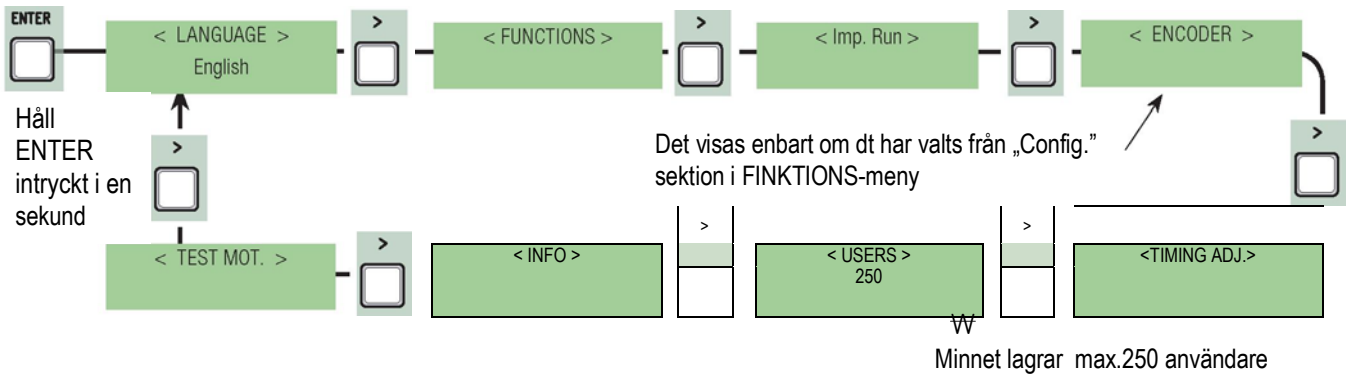 ENTER
< LANGUAGE >
English
>
< FUNCTIONS >
>
< Imp. Run >
>
< ENCODER >
>
Håll
ENTER
intryckt i en
sekund
>
Det visas enbart om dt har valts från „Config.”
sektion i FINKTIONS-meny
< TEST MOT. >
>
< INFO >
>
< USERS >
250
>
<TIMING ADJ.>
₩
Minnet lagrar max.250 användare